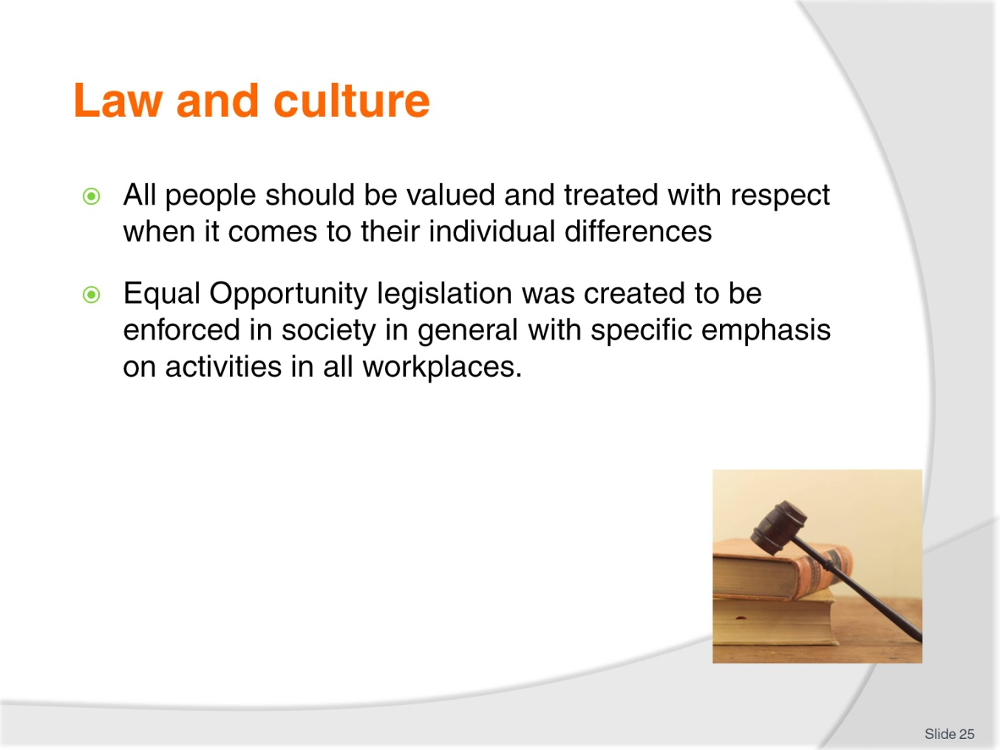 Law and culture
All people should be valued and treated with respect
when it comes to their individual differences
Equal Opportunity legislation was created to be
enforced in society in general with specific emphasis
on activities in all workplaces.
Slide 25